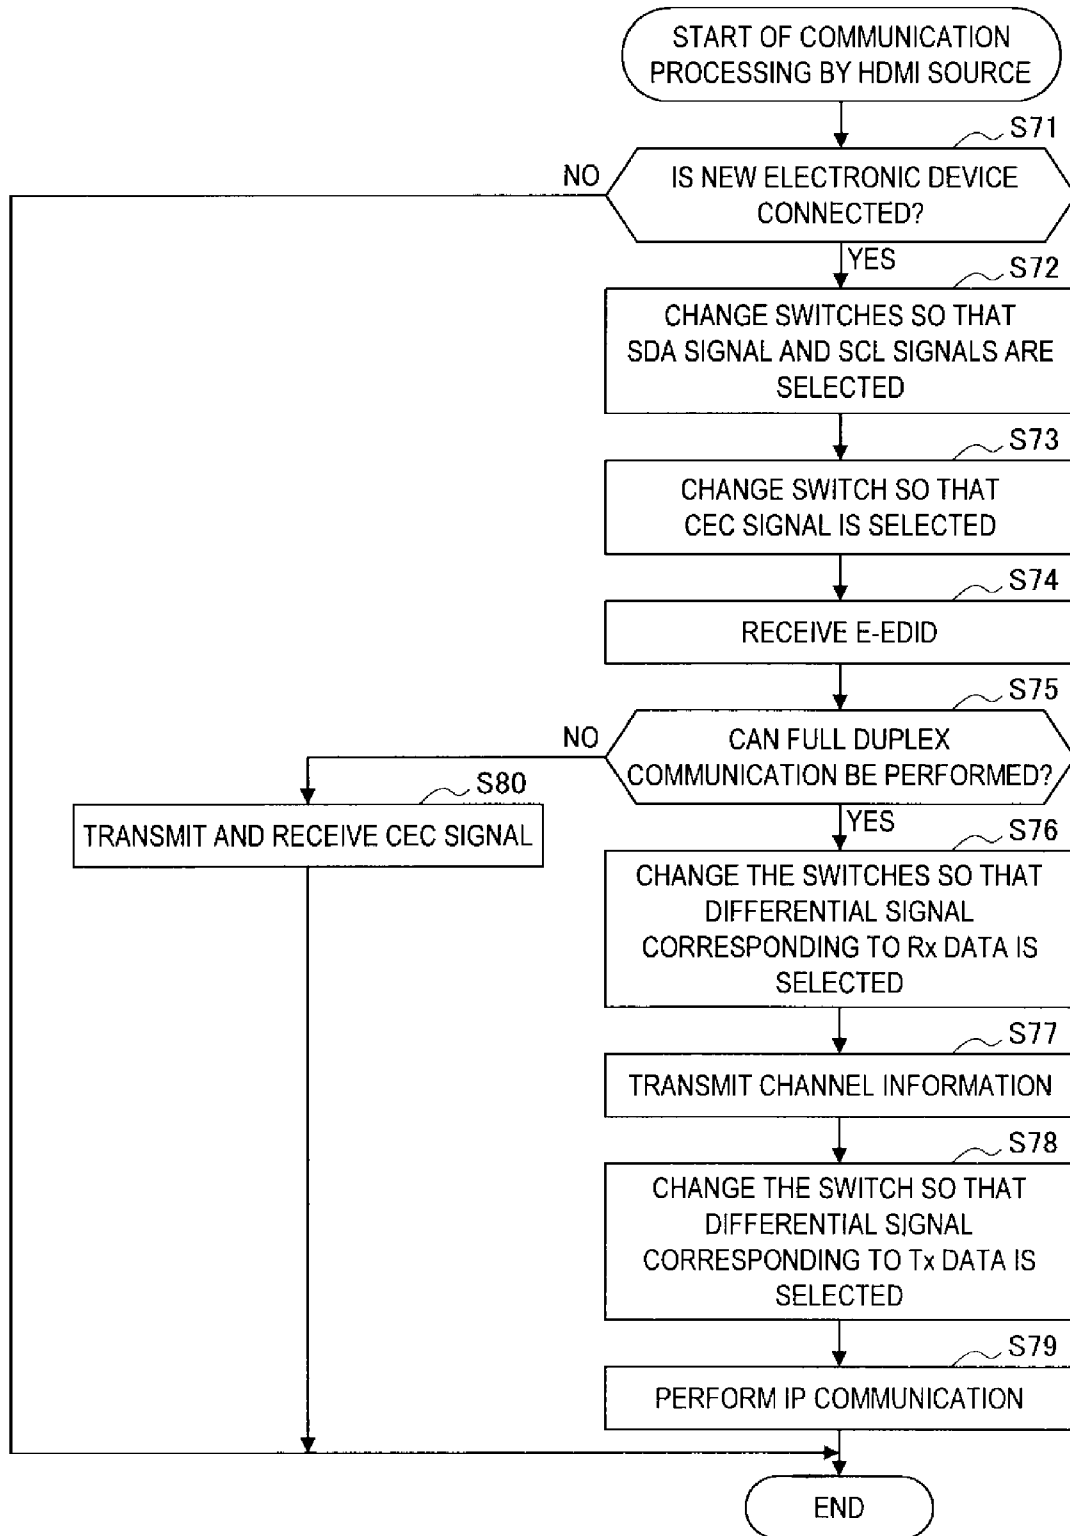 START OF COMMUNICATION
PROCESSING BY HDMI SOURCE
S71
NO
IS NEW ELECTRONIC DEVICE
CONNECTED?
YES
S72
CHANGE SWITCHES SO THAT
SDA SIGNAL AND SCL SIGNALS ARE
SELECTED
S73
CHANGE SWITCH SO THAT
CEC SIGNAL IS SELECTED
S74
RECEIVE E-EDID
S75
NO
CAN FULL DUPLEX
COMMUNICATION BE PERFORMED?
S80
TRANSMIT AND RECEIVE CEC SIGNAL
YES
S76
CHANGE THE SWITCHES SO THAT
DIFFERENTIAL SIGNAL
CORRESPONDING TO Rx DATA IS
SELECTED
S77
TRANSMIT CHANNEL INFORMATION
S78
CHANGE THE SWITCH SO THAT
DIFFERENTIAL SIGNAL
CORRESPONDING TO Tx DATA IS
SELECTED
S79
PERFORM IP COMMUNICATION
END